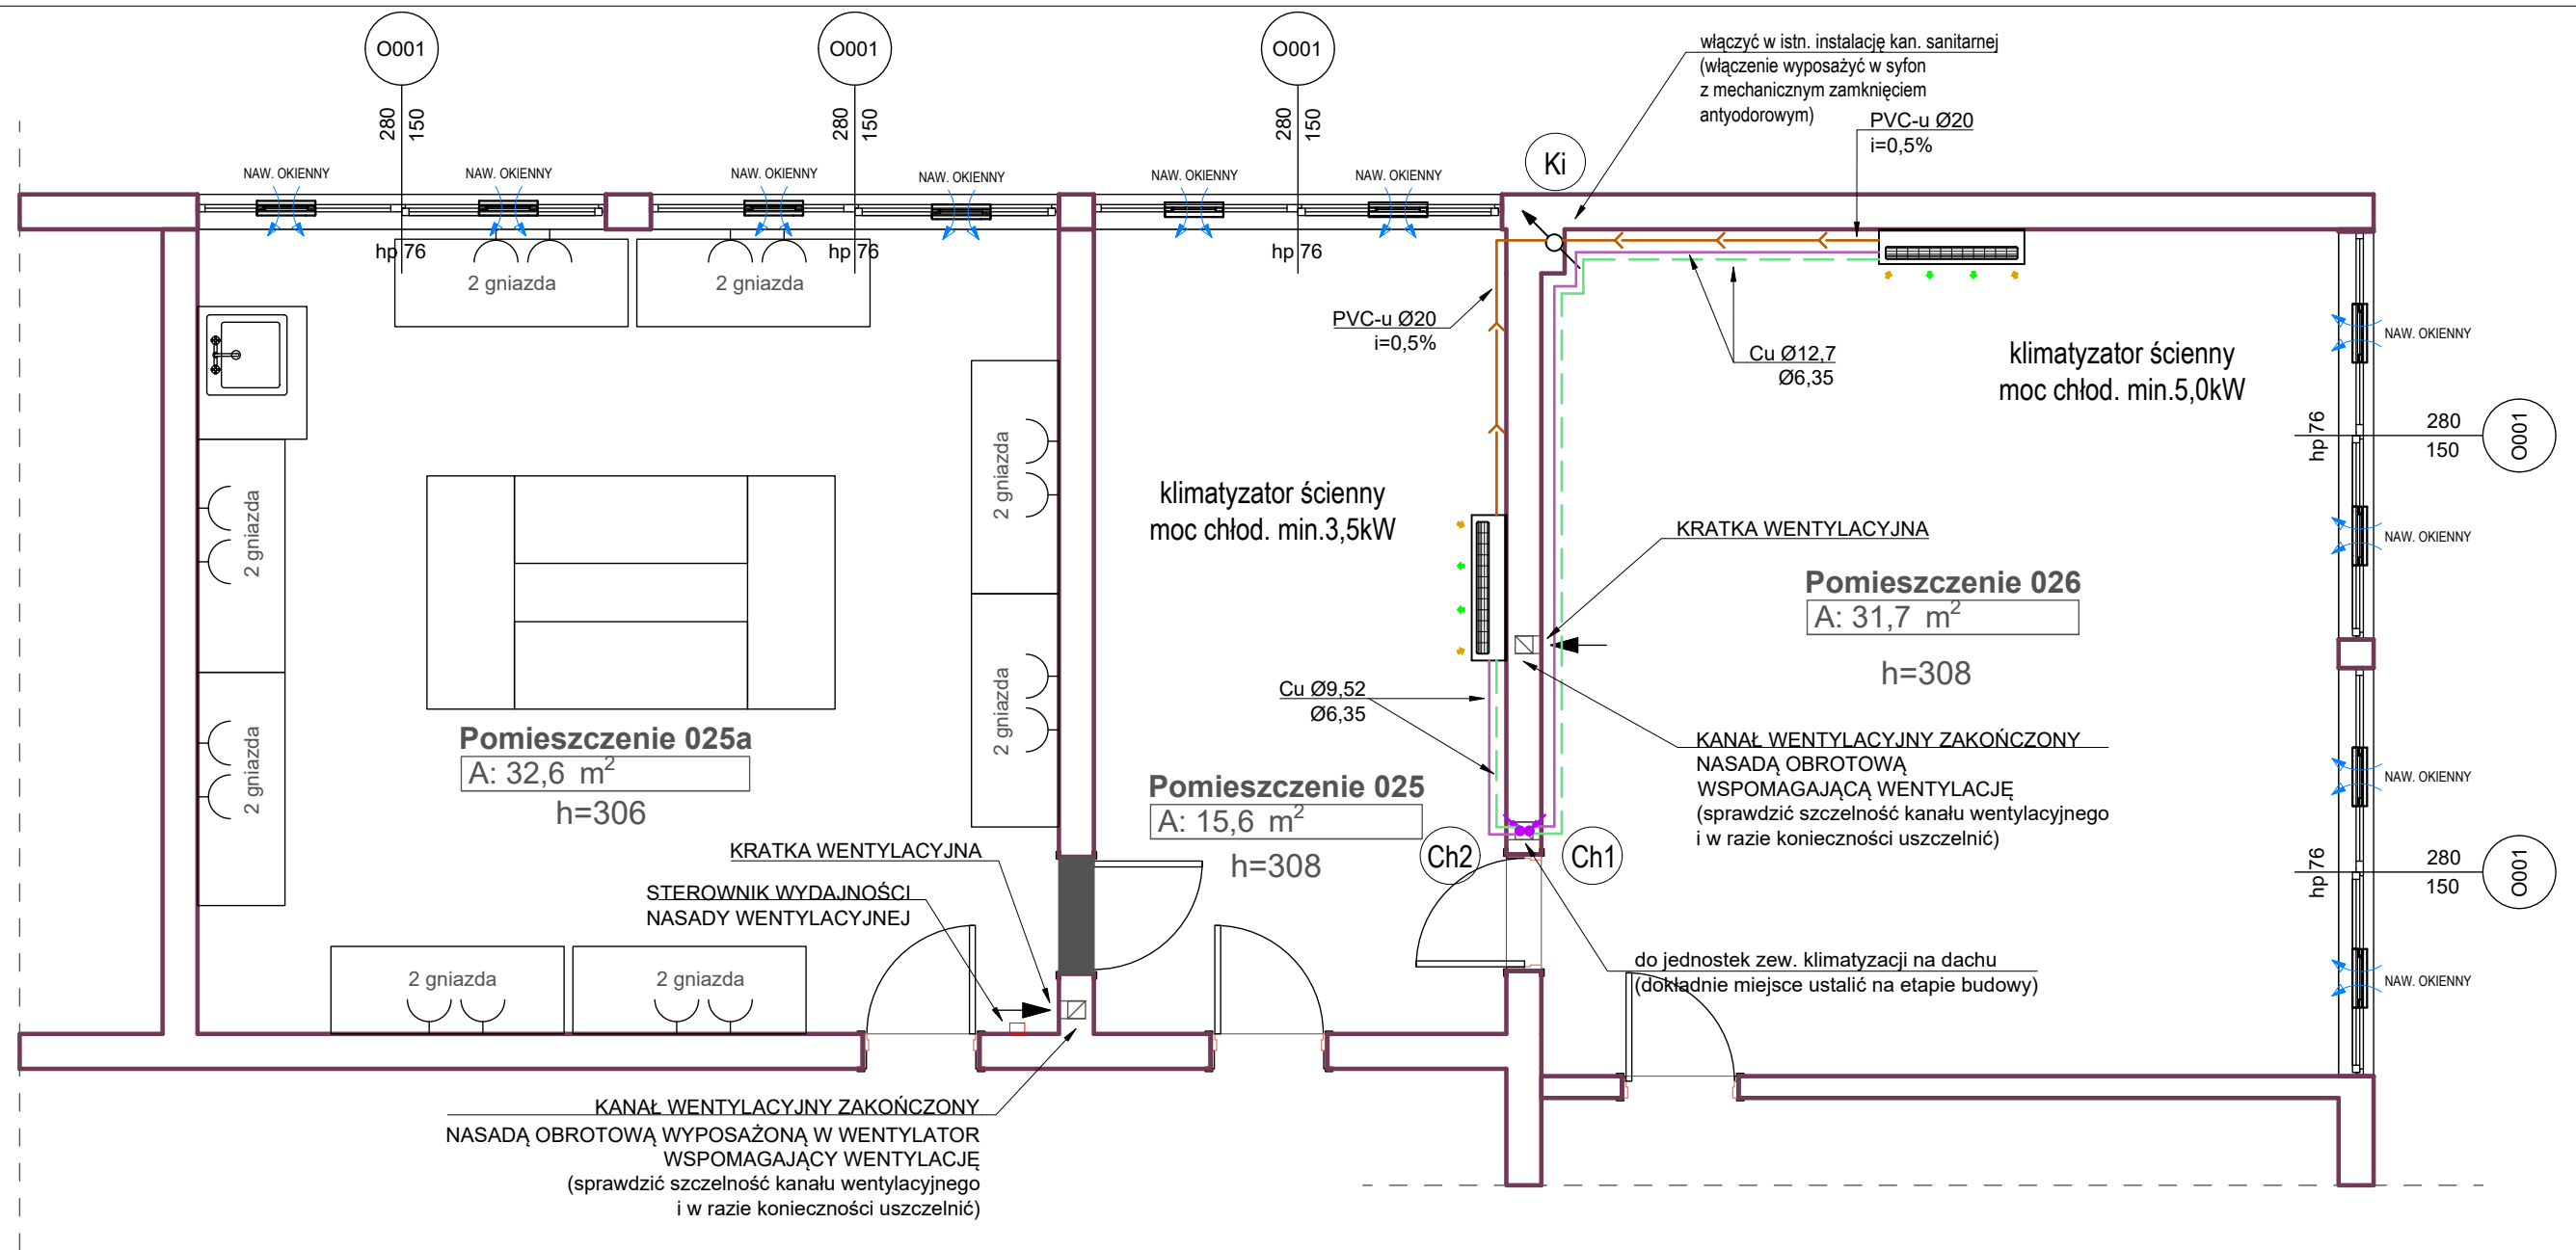 O001
O001
O001
280
150
280
150
280
150
włączyć w istn. instalację kan. sanitarnej
(włączenie wyposażyć w syfon
z mechanicznym zamknięciem
antyodorowym)
PVC-u Ø20
i=0,5%
Ki
NAW. OKIENNY
NAW. OKIENNY
NAW. OKIENNY
NAW. OKIENNY
NAW. OKIENNY
NAW. OKIENNY
hp 76
hp 76
hp 76
2 gniazda
2 gniazda
PVC-u Ø20
i=0,5%
Cu Ø12,7
Ø6,35
klimatyzator ścienny
moc chłod. min.5,0kW
NAW. OKIENNY
hp 76
280
150
O001
2 gniazda
2 gniazda
klimatyzator ścienny
moc chłod. min.3,5kW
KRATKA WENTYLACYJNA
NAW. OKIENNY
Pomieszczenie 026
A: 31,7 m²
h=308
Cu Ø9,52
Ø6,35
2 gniazda
2 gniazda
Pomieszczenie 025a
A: 32,6 m²
h=306
Pomieszczenie 025
A: 15,6 m²
h=308
KANAŁ WENTYLACYJNY ZAKOŃCZONY
NASADĄ OBROTOWĄ
WSPOMAGAJĄCĄ WENTYLACJĘ
(sprawdzić szczelność kanału wentylacyjnego
i w razie konieczności uszczelnić)
NAW. OKIENNY
Ch2
Ch1
hp 76
280
150
O001
KRATKA WENTYLACYJNA
STEROWNIK WYDAJNOŚCI
NASADY WENTYLACYJNEJ
do jednostek zew. klimatyzacji na dachu
(dokładnie miejsce ustalić na etapie budowy)
NAW. OKIENNY
2 gniazda
2 gniazda
KANAŁ WENTYLACYJNY ZAKOŃCZONY
NASADĄ OBROTOWĄ WYPOSAŻONĄ W WENTYLATOR
WSPOMAGAJĄCY WENTYLACJĘ
(sprawdzić szczelność kanału wentylacyjnego
i w razie konieczności uszczelnić)